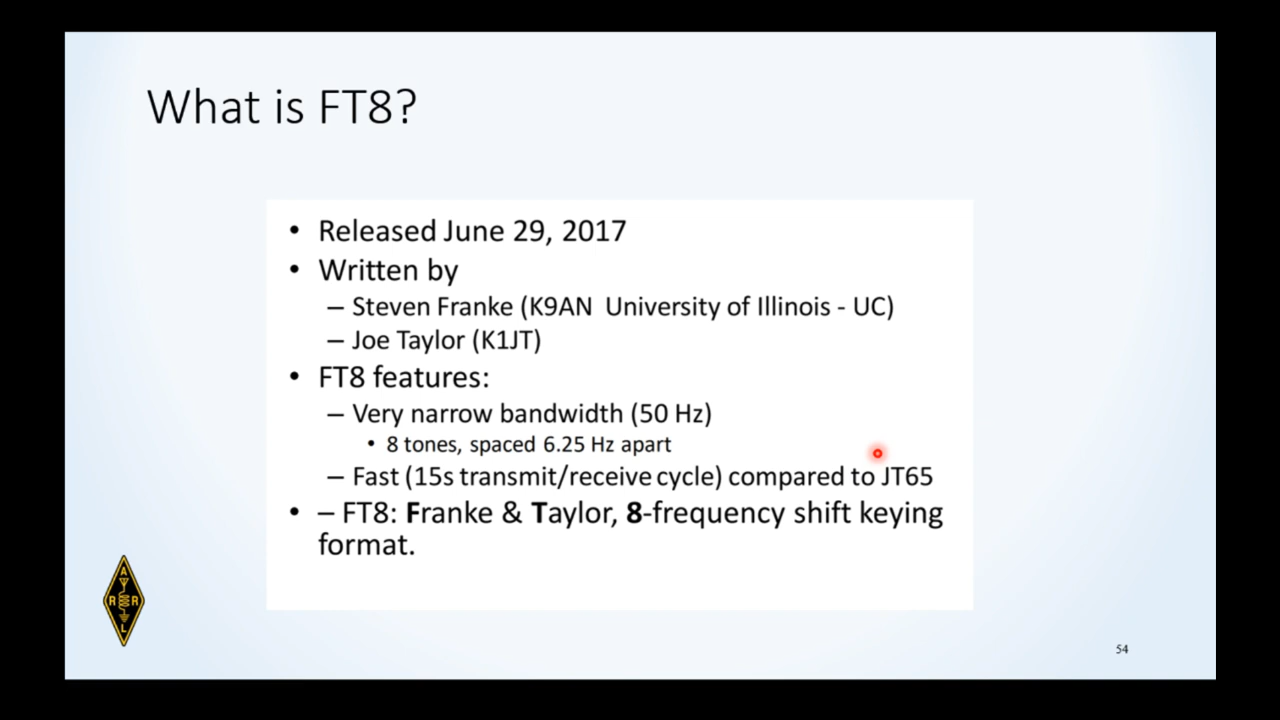 What is FT8?
• Released June 29, 2017
• Written by
– Steven Franke (K9AN University of Illinois - UC)
– Joe Taylor (K1JT)
• FT8 features:
– Very narrow bandwidth (50 Hz)
• 8 tones, spaced 6.25 Hz apart
– Fast (15s transmit/receive cycle) compared to JT65
• – FT8: Franke & Taylor, 8-frequency shift keying
format.
A
R R
L
54